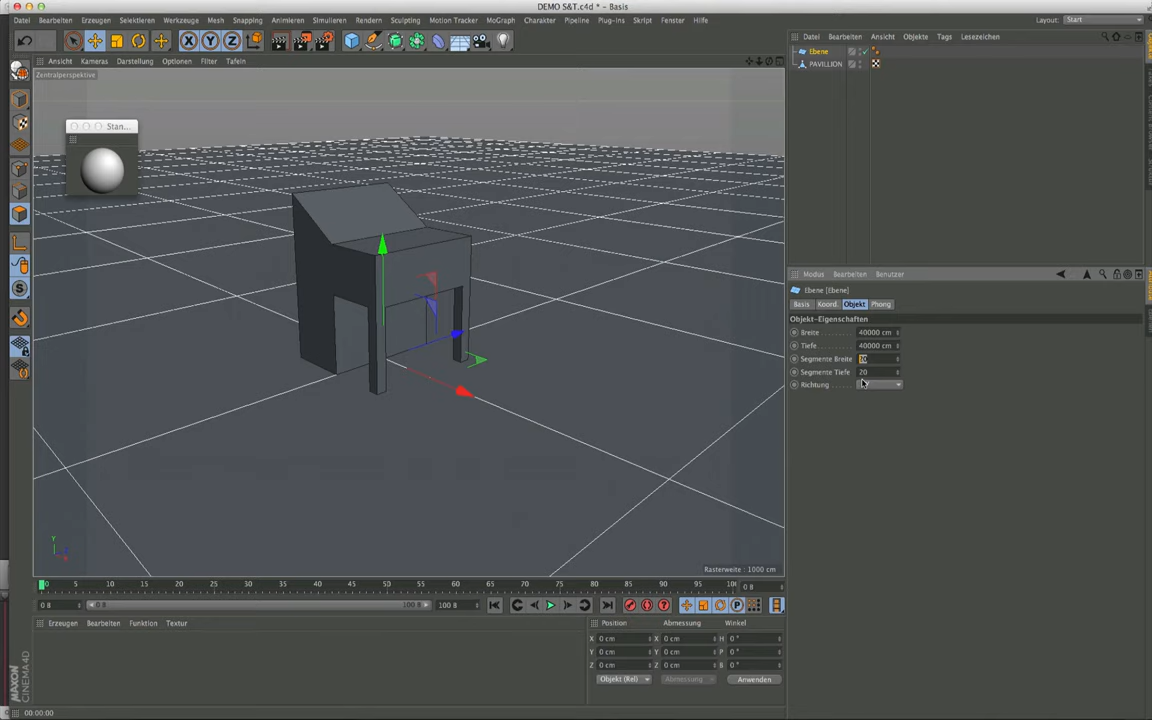 DEMO S&T.c4d * - Basis
Datei Bearbeiten Erzeugen Selektieren Werkzeuge Mesh Snapping Animieren Simulieren Rendern Sculpting Motion Tracker MoGraph Charakter Pipeline Plug-ins Skript Fenster Hilfe
Layout: Start
X Y Z
Ansicht Kameras Darstellung Optionen Filter Tafeln
Zentralperspektive
Stan...
Y
Rasterweite : 1000 cm
Datei Bearbeiten Ansicht Objekte Tags Lesezeichen
Ebene
PAVILLION
Modus Bearbeiten Benutzer
Ebene [Ebene]
Basis Koord. Objekt Phong
Objekt-Eigenschaften
Breite 40000 cm
Tiefe 40000 cm
Segmente Breite 20
Segmente Tiefe 20
Richtung
0 5 10 15 20 25 30 35 40 45 50 55 60 65 70 75 80 85 90 95 0 B
0 B 0 B 100 B 100 B
Erzeugen Bearbeiten Funktion Textur
Position Abmessung Winkel
X 0 cm X 0 cm H 0 °
Y 0 cm Y 0 cm P 0 °
Z 0 cm Z 0 cm B 0 °
Objekt (Rel) Abmessung Anwenden
MAXON
CINEMA 4D
00:00:00